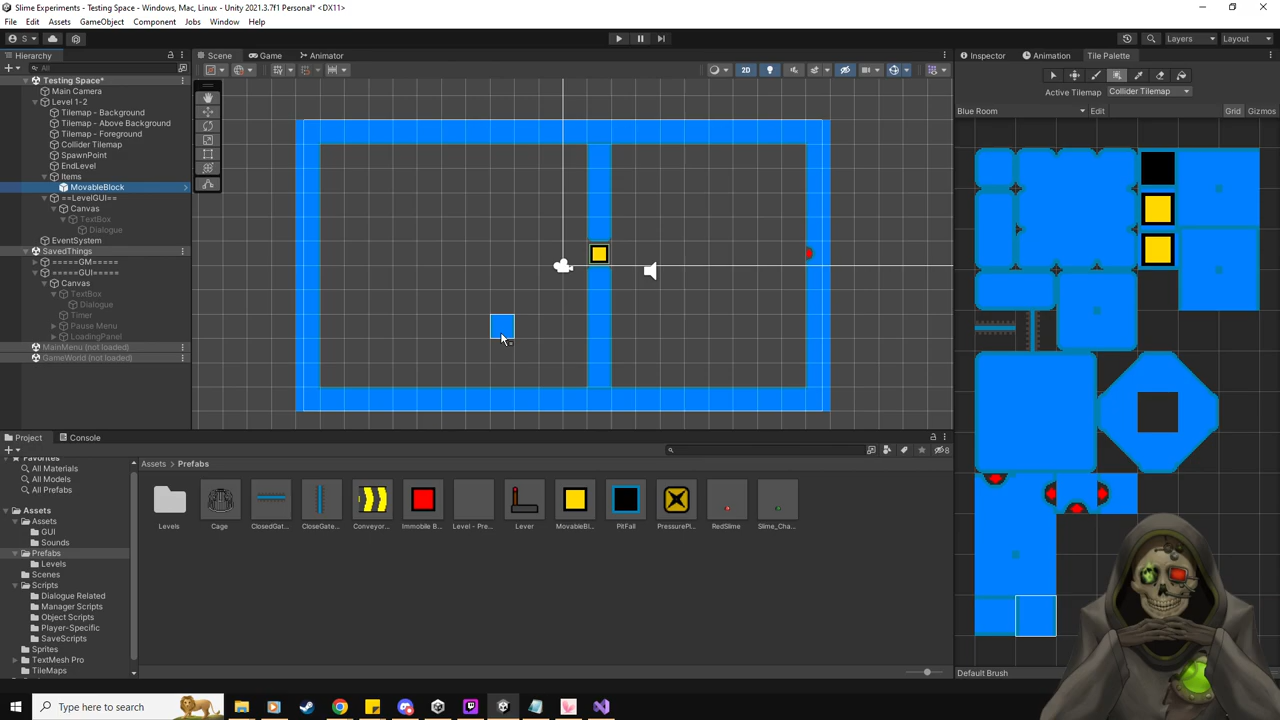 Slime Experiments - Testing Space - Windows, Mac, Linux - Unity 2021.3.7f1 Personal* <DX11>
File Edit Assets GameObject Component Jobs Window Help
S
Layers Layout
Hierarchy
Scene Game Animator
Inspector Animation Tile Palette
All
2D
Testing Space*
Main Camera
Level 1-2
Tilemap - Background
Tilemap - Above Background
Tilemap - Foreground
Collider Tilemap
SpawnPoint
EndLevel
Items
MovableBlock
==LevelGUI==
Canvas
TextBox
Dialogue
EventSystem
SavedThings
=====GM=====
=====GUI=====
Canvas
TextBox
Dialogue
Timer
Pause Menu
LoadingPanel
MainMenu (not loaded)
GameWorld (not loaded)
Active Tilemap Collider Tilemap
Blue Room Edit Grid Gizmos
Project Console
8
Favorites
All Materials
All Models
All Prefabs
Assets
Assets
GUI
Sounds
Prefabs
Levels
Scenes
Scripts
Dialogue Related
Manager Scripts
Object Scripts
Player-Specific
SaveScripts
Sprites
TextMesh Pro
TileMaps
Assets > Prefabs
Levels Cage ClosedGat... CloseGate... Conveyor... Immobile B... Level - Pre... Lever MovableBl... PitFall PressurePl... RedSlime Slime_Cha...
Default Brush
Type here to search